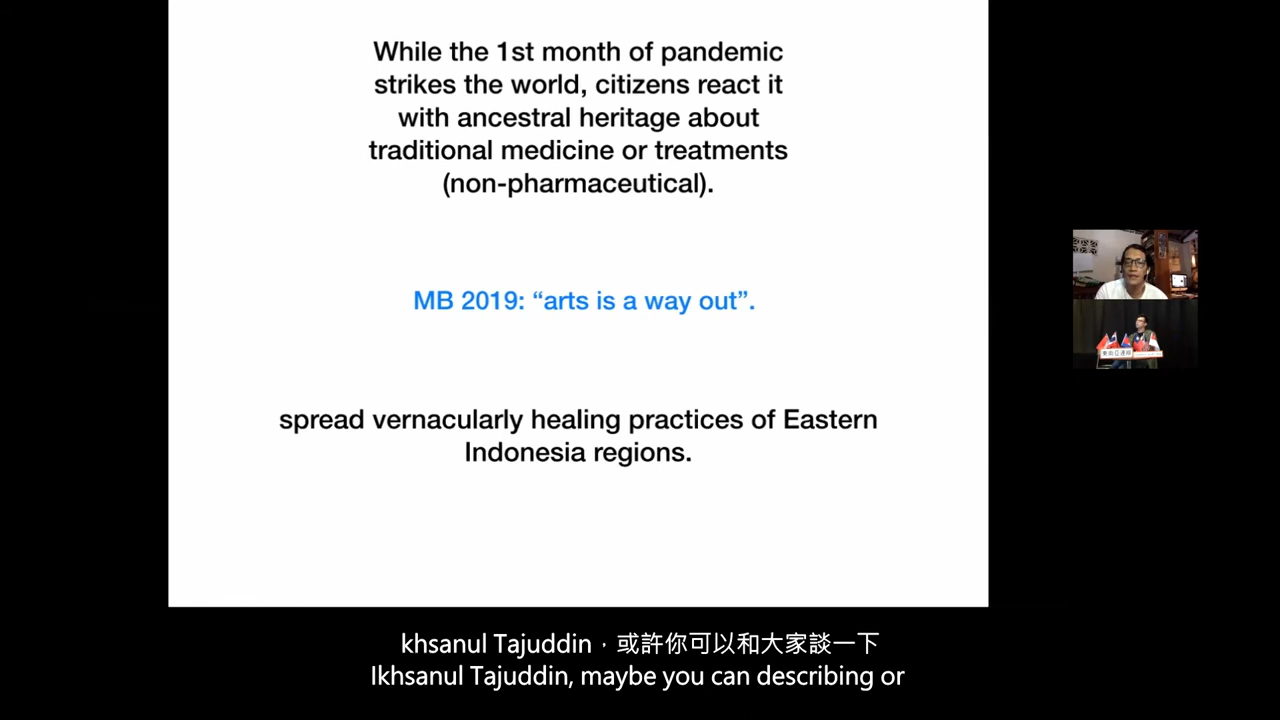 While the 1st month of pandemic
strikes the world, citizens react it
with ancestral heritage about
traditional medicine or treatments
(non-pharmaceutical).
MB 2019: “arts is a way out”.
spread vernacularly healing practices of Eastern
Indonesia regions.
khsanul Tajuddin，或許你可以和大家談一下
Ikhsanul Tajuddin, maybe you can describing or